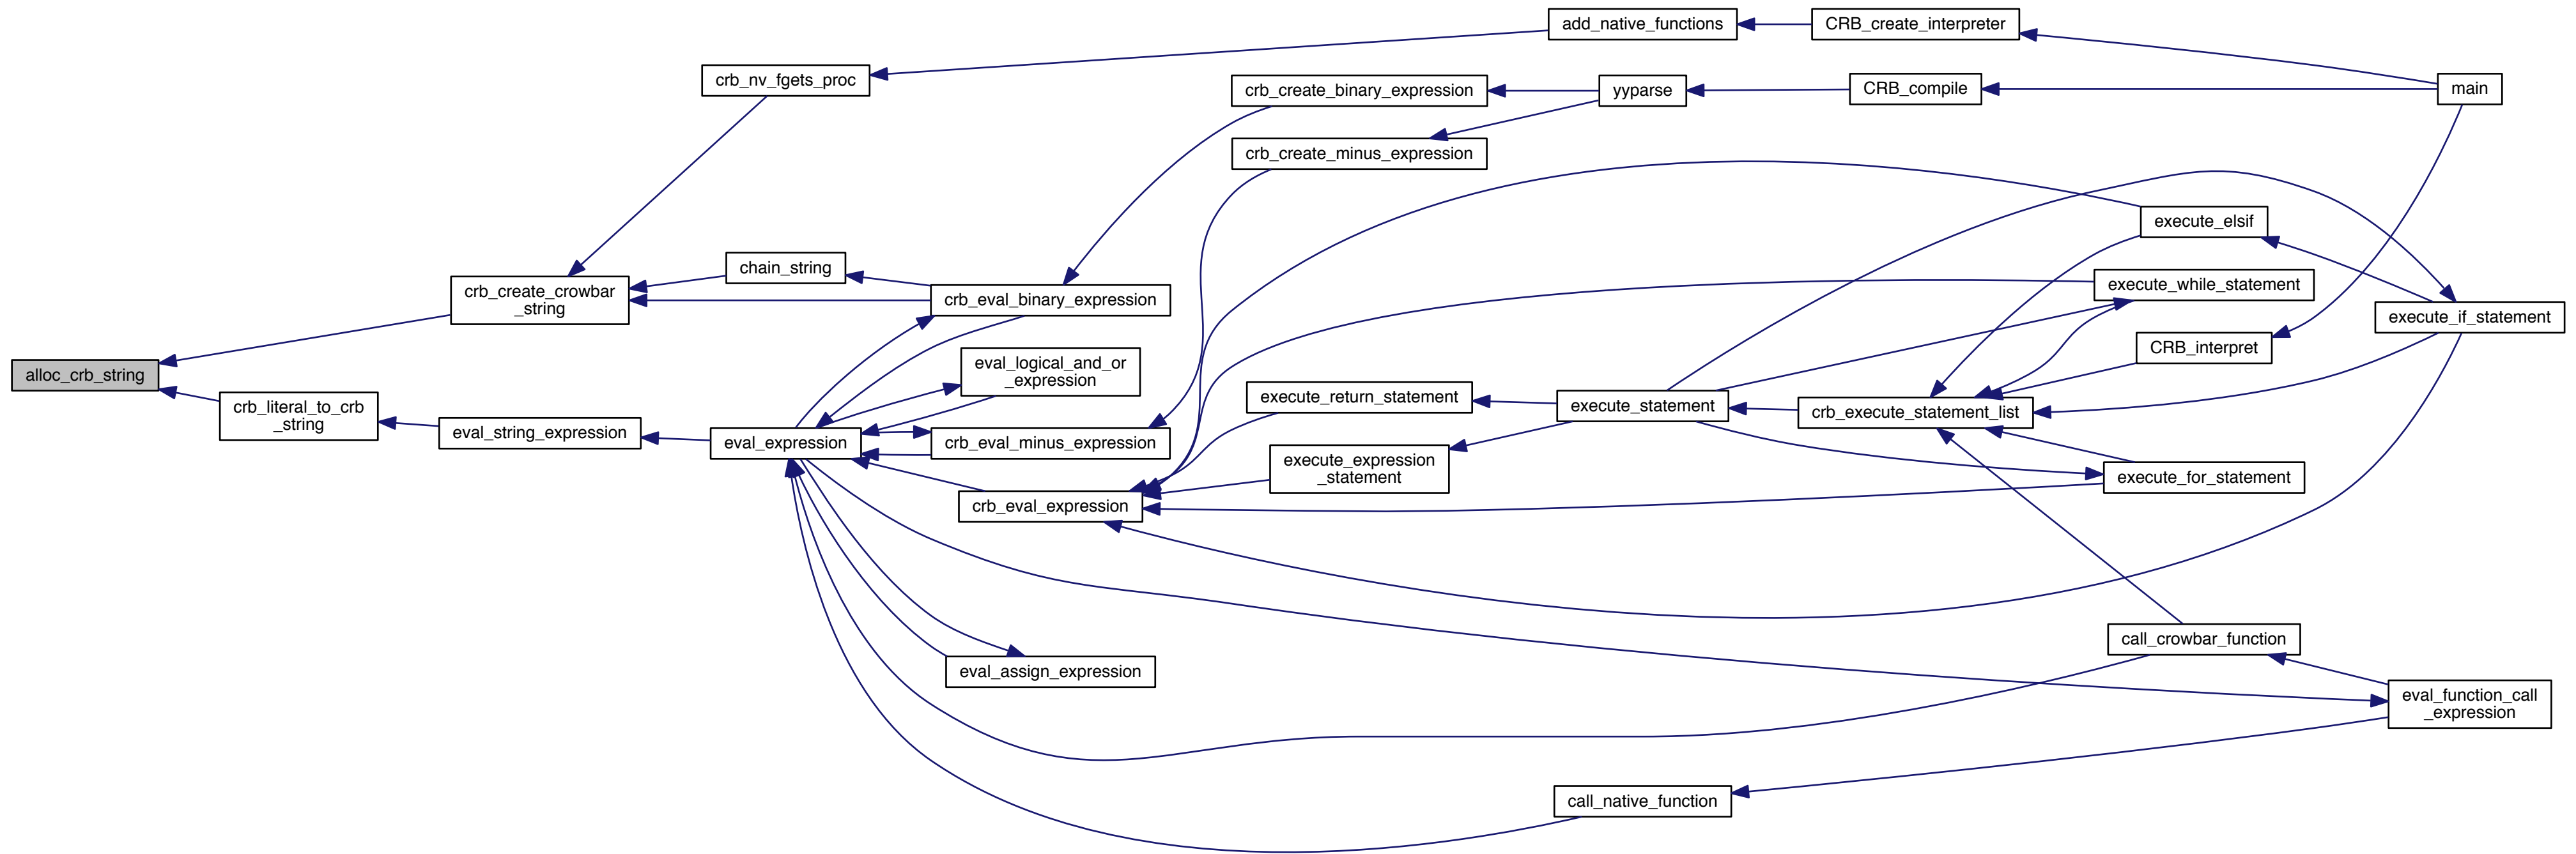 add_native_functions
CRB_create_interpreter
crb_nv_fgets_proc
crb_create_binary_expression
yyparse
CRB_compile
main
crb_create_minus_expression
execute_elsif
chain_string
crb_create_crowbar
_string
crb_eval_binary_expression
execute_while_statement
execute_if_statement
CRB_interpret
alloc_crb_string
eval_logical_and_or
_expression
crb_literal_to_crb
_string
execute_return_statement
execute_statement
crb_execute_statement_list
eval_string_expression
eval_expression
crb_eval_minus_expression
execute_expression
_statement
execute_for_statement
crb_eval_expression
call_crowbar_function
eval_assign_expression
eval_function_call
_expression
call_native_function